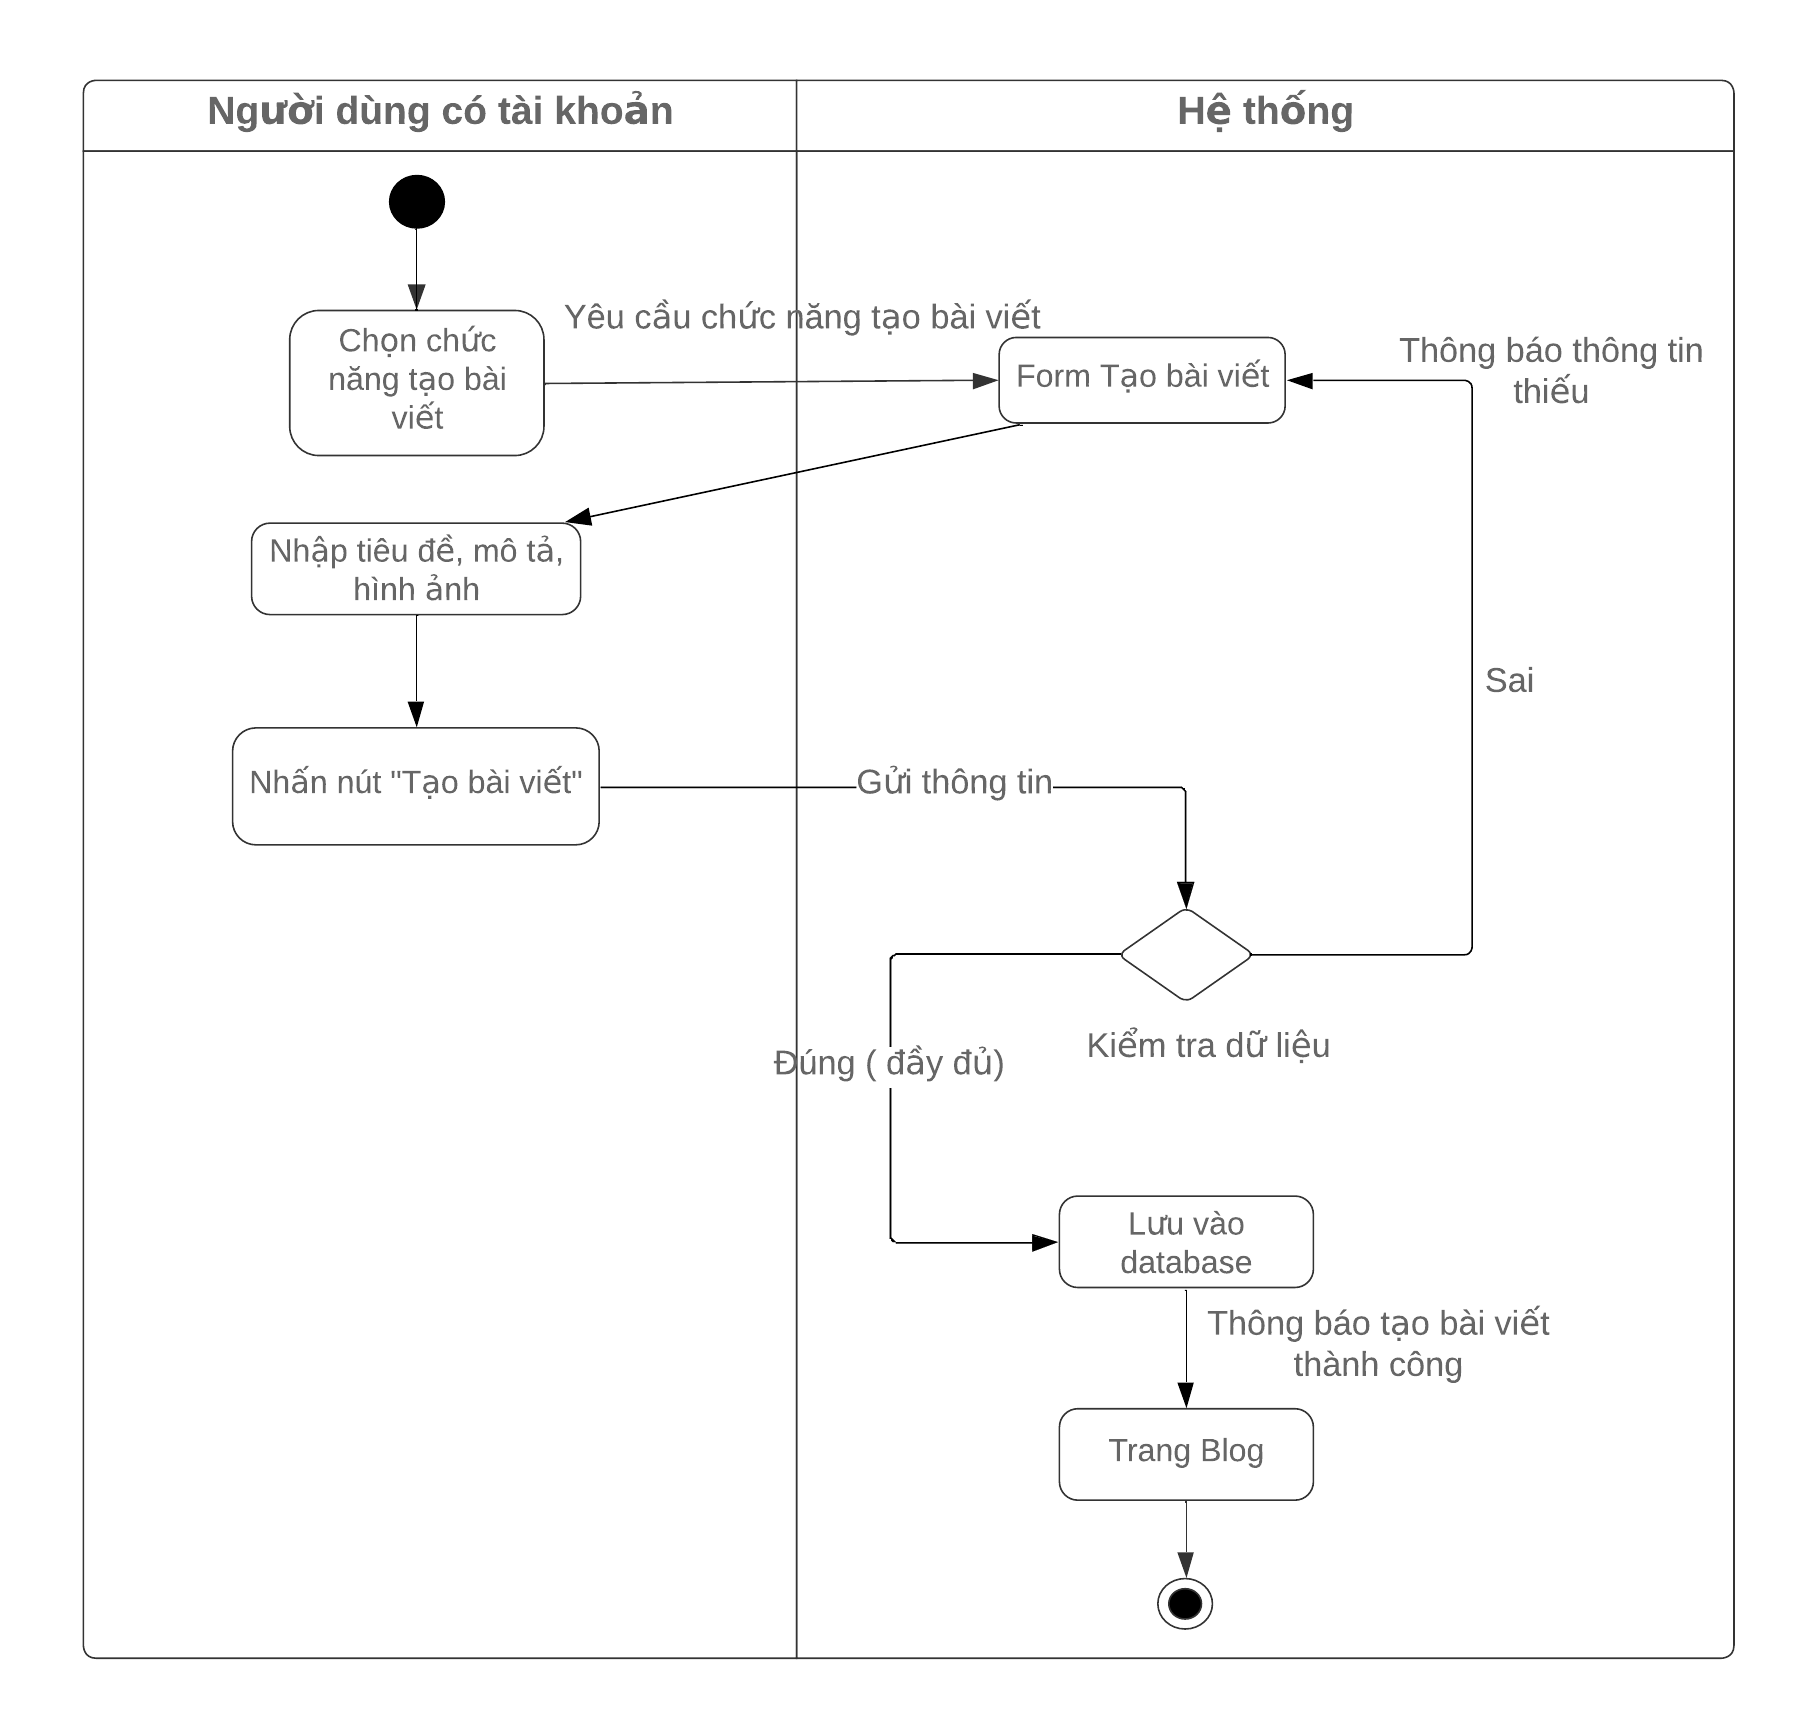 Người dùng có tài khoản
Hệ thống
Yêu cầu chức năng tạo bài viết
Chọn chức
năng tạo bài
viết
Form Tạo bài viết
Thông báo thông tin
thiếu
Nhập tiêu đề, mô tả,
hình ảnh
Sai
Nhấn nút "Tạo bài viết"
Gửi thông tin
Kiểm tra dữ liệu
Đúng ( đầy đủ)
Lưu vào
database
Thông báo tạo bài viết
thành công
Trang Blog